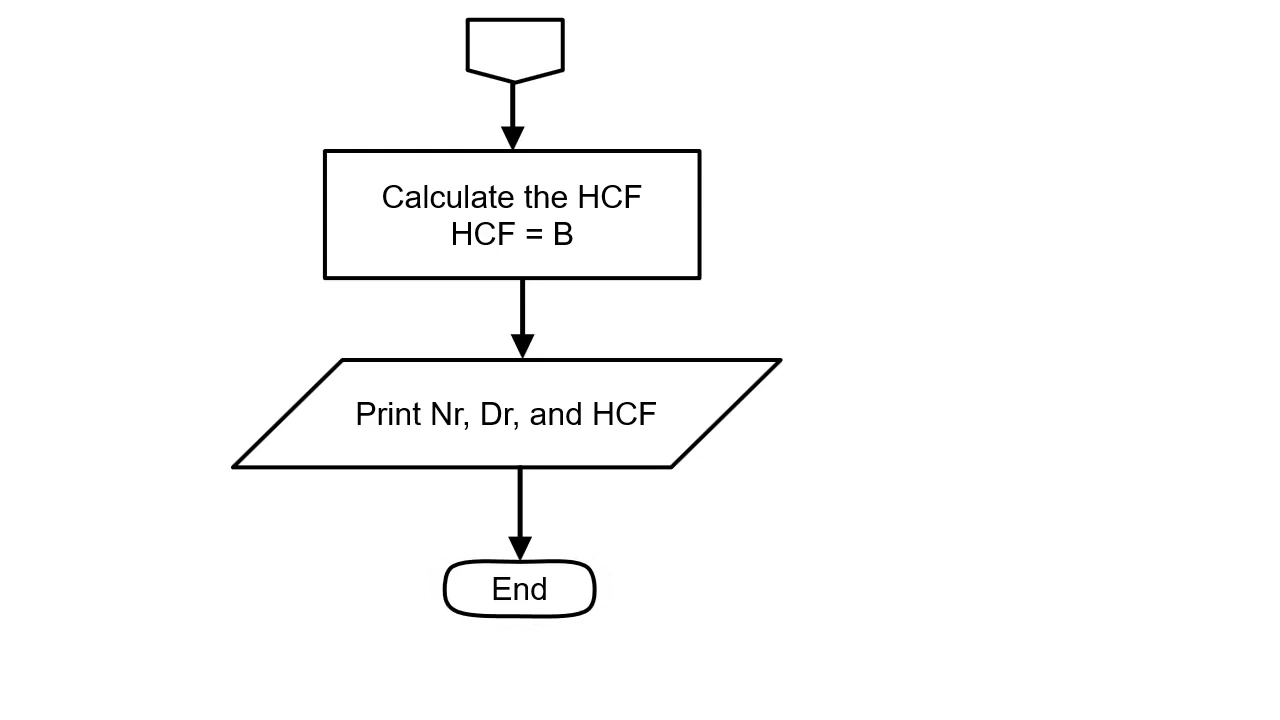 Calculate the HCF
HCF = B
Print Nr, Dr, and HCF
End